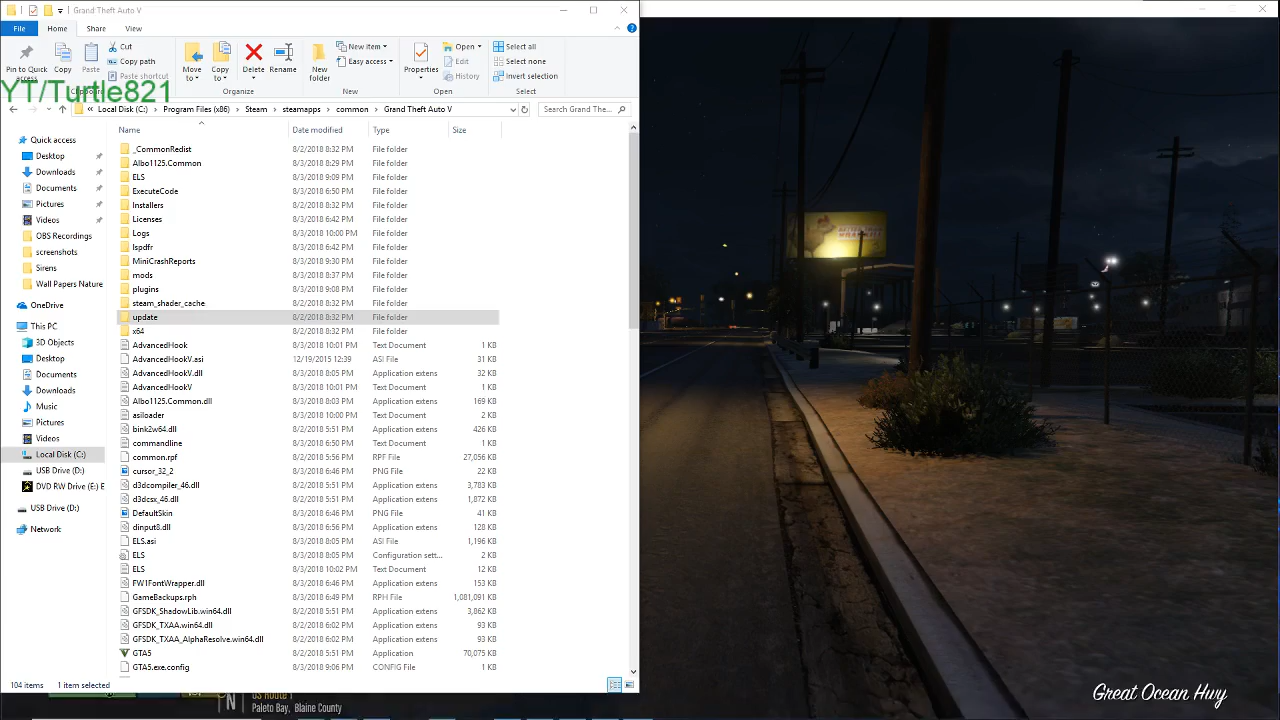 Grand Theft Auto V
File Home Share View
Pin to Quick access
Copy
Paste
Cut
Copy path
Paste shortcut
Move to
Copy to
Delete
Rename
Organize
New folder
New item
Easy access
New
Properties
Open
Edit
History
Open
Select all
Select none
Invert selection
Select
YT/Turtle821
« Local Disk (C:) > Program Files (x86) > Steam > steamapps > common > Grand Theft Auto V
Search Grand The...
Quick access
Desktop
Downloads
Documents
Pictures
Videos
OBS Recordings
screenshots
Sirens
Wall Papers Nature
OneDrive
This PC
3D Objects
Desktop
Documents
Downloads
Music
Pictures
Videos
Local Disk (C:)
USB Drive (D:)
DVD RW Drive (E:) E
USB Drive (D:)
Network
Name Date modified Type Size
_CommonRedist 8/2/2018 8:32 PM File folder
Albo1125.Common 8/3/2018 8:29 PM File folder
ELS 8/3/2018 9:09 PM File folder
ExecuteCode 8/3/2018 6:50 PM File folder
Installers 8/2/2018 8:32 PM File folder
Licenses 8/3/2018 6:42 PM File folder
Logs 8/3/2018 10:00 PM File folder
lspdfr 8/3/2018 6:42 PM File folder
MiniCrashReports 8/3/2018 9:30 PM File folder
mods 8/3/2018 8:37 PM File folder
plugins 8/3/2018 9:08 PM File folder
steam_shader_cache 8/2/2018 8:32 PM File folder
update 8/2/2018 8:32 PM File folder
x64 8/2/2018 8:32 PM File folder
AdvancedHook 8/3/2018 10:01 PM Text Document 1 KB
AdvancedHookV.asi 12/19/2015 12:39 ASI File 31 KB
AdvancedHookV.dll 8/3/2018 8:05 PM Application extens 32 KB
AdvancedHookV 8/3/2018 10:01 PM Text Document 1 KB
Albo1125.Common.dll 8/3/2018 8:03 PM Application extens 169 KB
asiloader 8/3/2018 10:00 PM Text Document 2 KB
bink2w64.dll 8/2/2018 5:51 PM Application extens 426 KB
commandline 8/3/2018 6:50 PM Text Document 1 KB
common.rpf 8/2/2018 5:56 PM RPF File 27,056 KB
cursor_32_2 8/3/2018 6:46 PM PNG File 22 KB
d3dcompiler_46.dll 8/2/2018 5:51 PM Application extens 3,783 KB
d3dcsx_46.dll 8/2/2018 5:51 PM Application extens 1,872 KB
DefaultSkin 8/3/2018 6:46 PM PNG File 41 KB
dinput8.dll 8/3/2018 6:56 PM Application extens 128 KB
ELS.asi 8/3/2018 8:05 PM ASI File 1,196 KB
ELS 8/3/2018 8:05 PM Configuration sett... 2 KB
ELS 8/3/2018 10:02 PM Text Document 12 KB
FW1FontWrapper.dll 8/3/2018 6:46 PM Application extens 153 KB
GameBackups.rph 8/3/2018 6:49 PM RPH File 1,081,091 KB
GFSDK_ShadowLib.win64.dll 8/2/2018 5:51 PM Application extens 3,862 KB
GFSDK_TXAA.win64.dll 8/2/2018 6:02 PM Application extens 93 KB
GFSDK_TXAA_AlphaResolve.win64.dll 8/2/2018 6:02 PM Application extens 93 KB
GTA5 8/2/2018 5:51 PM Application 70,075 KB
GTA5.exe.config 8/3/2018 9:06 PM CONFIG File 1 KB
104 items 1 item selected
N
US Route 1
Paleto Bay, Blaine County
Great Ocean Hwy